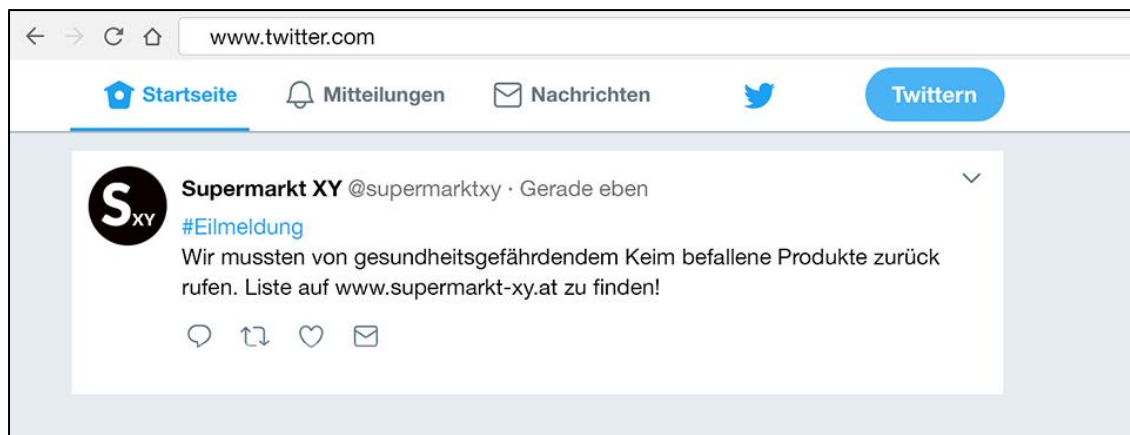 www.twitter.com
Startseite Mitteilungen Nachrichten Twittern
SXY
Supermarkt XY @supermarktxy · Gerade eben
#Eilmeldung
Wir mussten von gesundheitsgefährdendem Keim befallene Produkte zurück
rufen. Liste auf www.supermarkt-xy.at zu finden!